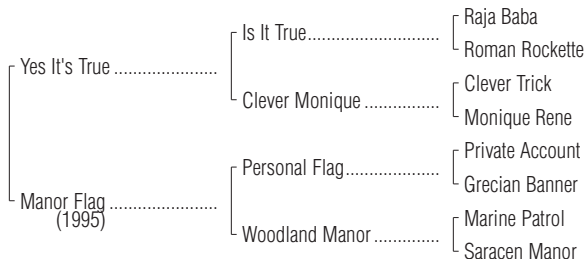 Raja Baba
Is It True.................................
Roman Rockette
Yes It's True ......................
Clever Trick
Clever Monique ...................
Monique Rene
Private Account
Personal Flag........................
Grecian Banner
Manor Flag ........................
(1995)
Marine Patrol
Woodland Manor................
Saracen Manor